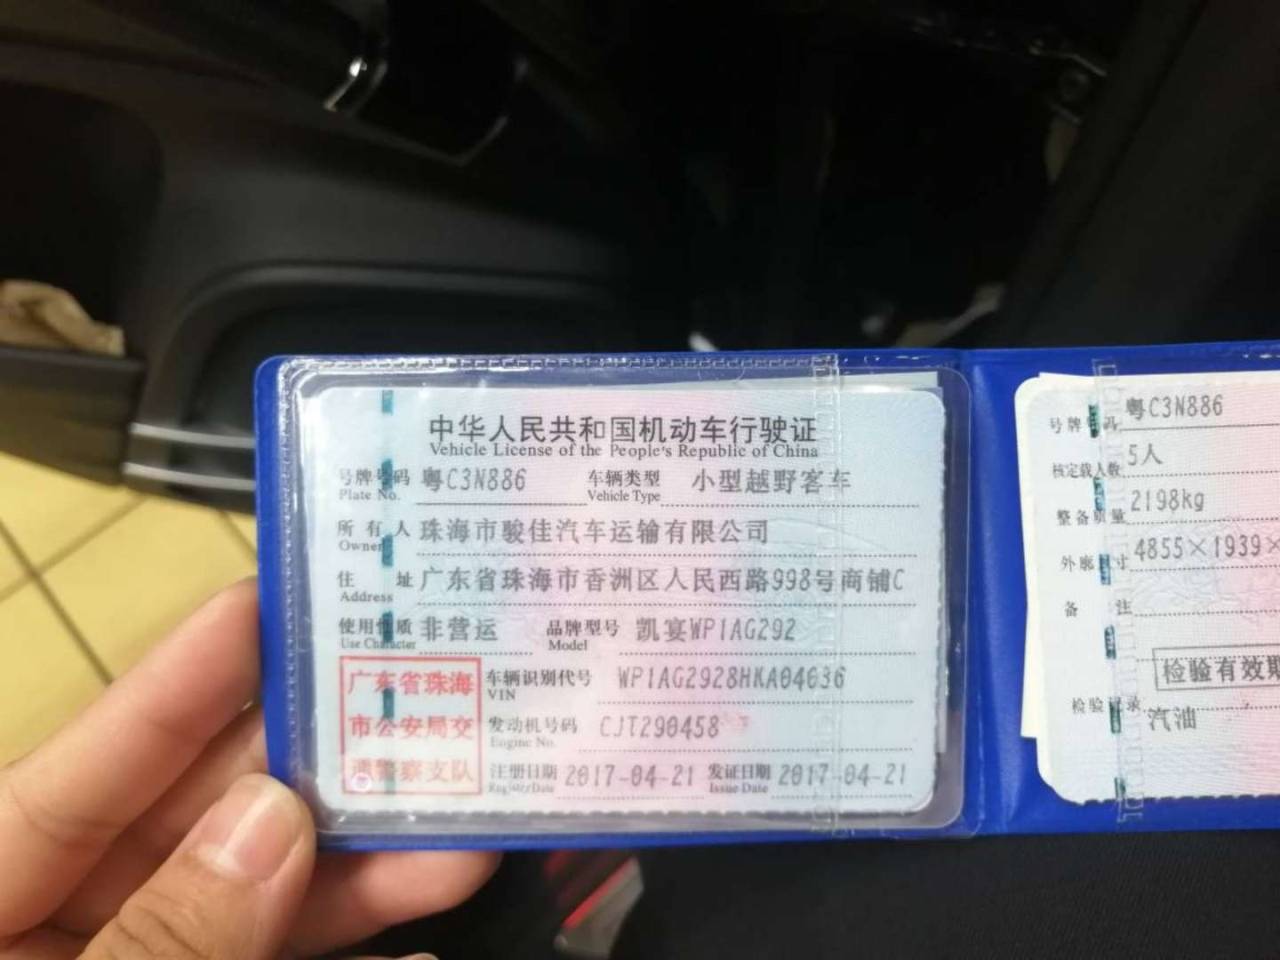 中华人民共和国机动车行驶证
Vehicle License of the People's Republic of China
号牌号码 粤C3N886 车辆类型 小型越野客车
Plate No. Vehicle Type
所有人 珠海市骏佳汽车运输有限公司
Owner
住址 广东省珠海市香洲区人民西路998号商铺C
Address
使用性质 非营运 品牌型号 凯宴WP1AG292
Use Character Model
广东省珠海
市公安局交
通警察支队
车辆识别代号 WP1AG2928HKA04636
VIN
发动机号码 CJT290458
Engine No.
注册日期 2017-04-21 发证日期 2017-04-21
Register Date Issue Date
号牌号码 粤C3N886
核定载人数 5人
整备质量 2198kg
外廓尺寸 4855×1939×
备注
检验有效期
检验记录
汽油